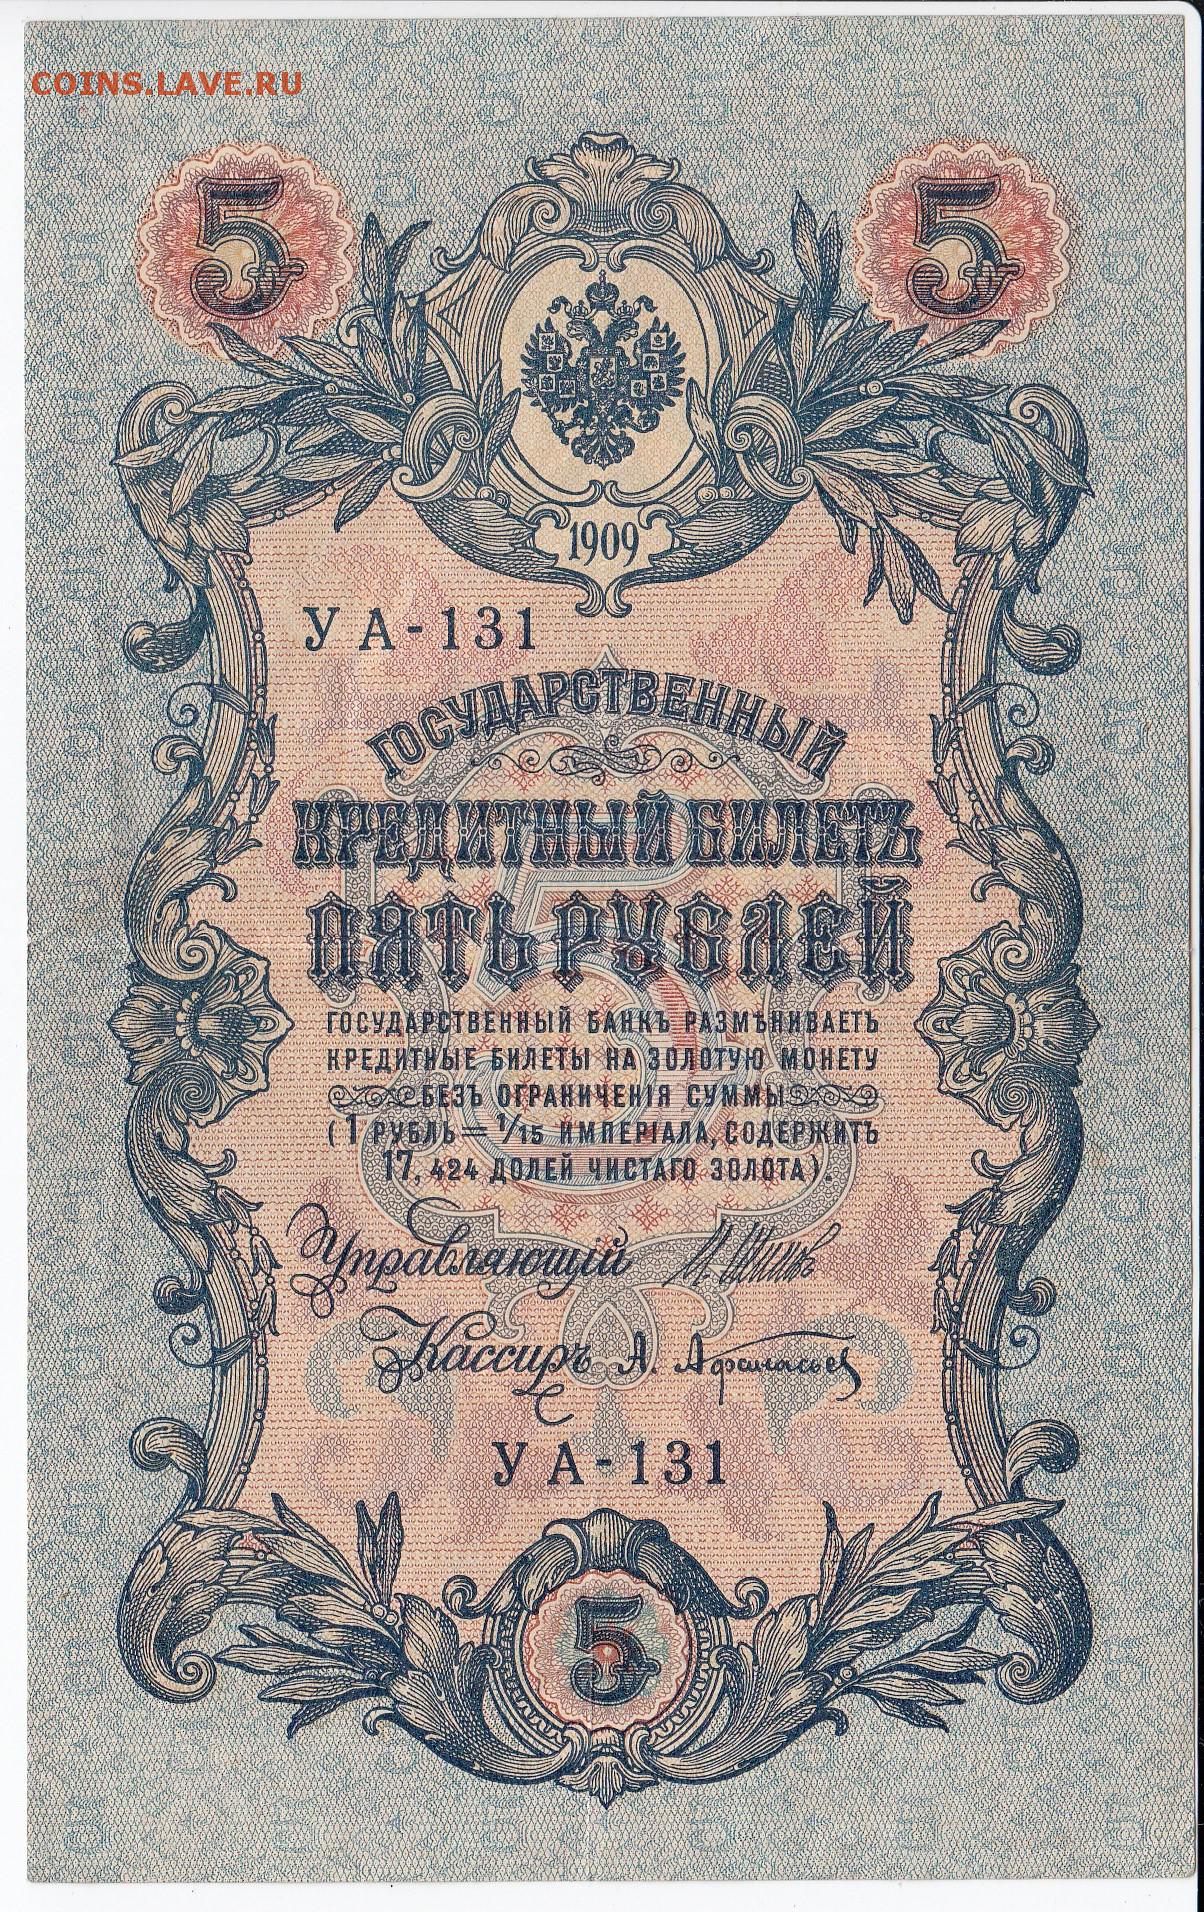 COINS.LAVE.RU
5 5
1909
УА-131
ГОСУДАРСТВЕННЫЙ
КРЕДИТНЫЙ БИЛЕТЪ
ПЯТЬ РУБЛЕЙ
ГОСУДАРСТВЕННЫЙ БАНКЪ РАЗМѢНИВАЕТЪ
КРЕДИТНЫЕ БИЛЕТЫ НА ЗОЛОТУЮ МОНЕТУ
БЕЗЪ ОГРАНИЧЕНІЯ СУММЫ
(1 РУБЛЬ = 1/15 ИМПЕРІАЛА, СОДЕРЖИТЪ
17,424 ДОЛЕЙ ЧИСТАГО ЗОЛОТА).
Управляющій И. Шиповъ
Кассиръ А. Афанасьев
УА-131
5